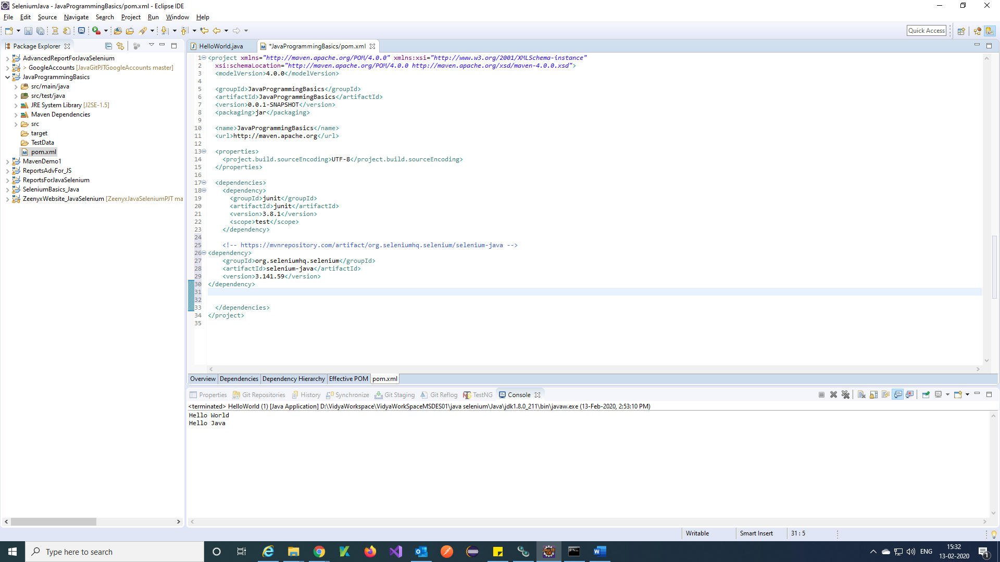 SeleniumJava - JavaProgrammingBasics/pom.xml - Eclipse IDE
File Edit Source Navigate Search Project Run Window Help
Quick Access
Package Explorer
HelloWorld.java
*JavaProgrammingBasics/pom.xml
AdvancedReportForJavaSelenium
> GoogleAccounts [JavaGitPJTGoogleAccounts master]
JavaProgrammingBasics
src/main/java
src/test/java
JRE System Library [J2SE-1.5]
Maven Dependencies
src
target
TestData
pom.xml
MavenDemo1
ReportsAdvFor_JS
ReportsForJavaSelenium
SeleniumBasics_Java
ZeenyxWebsite_JavaSelenium [ZeenyxJavaSeleniumPJT ma
1 <project xmlns="http://maven.apache.org/POM/4.0.0" xmlns:xsi="http://www.w3.org/2001/XMLSchema-instance"
2 xsi:schemaLocation="http://maven.apache.org/POM/4.0.0 http://maven.apache.org/xsd/maven-4.0.0.xsd">
3 <modelVersion>4.0.0</modelVersion>
4
5 <groupId>JavaProgrammingBasics</groupId>
6 <artifactId>JavaProgrammingBasics</artifactId>
7 <version>0.0.1-SNAPSHOT</version>
8 <packaging>jar</packaging>
9
10 <name>JavaProgrammingBasics</name>
11 <url>http://maven.apache.org</url>
12
13 <properties>
14 <project.build.sourceEncoding>UTF-8</project.build.sourceEncoding>
15 </properties>
16
17 <dependencies>
18 <dependency>
19 <groupId>junit</groupId>
20 <artifactId>junit</artifactId>
21 <version>3.8.1</version>
22 <scope>test</scope>
23 </dependency>
24
25 <!-- https://mvnrepository.com/artifact/org.seleniumhq.selenium/selenium-java -->
26 <dependency>
27 <groupId>org.seleniumhq.selenium</groupId>
28 <artifactId>selenium-java</artifactId>
29 <version>3.141.59</version>
30 </dependency>
31
32
33 </dependencies>
34 </project>
35
Overview Dependencies Dependency Hierarchy Effective POM pom.xml
Properties Git Repositories History Synchronize Git Staging Git Reflog TestNG Console
<terminated> HelloWorld (1) [Java Application] D:\VidyaWorkspace\VidyaWorkSpaceMSDES01\java selenium\Java\jdk1.8.0_211\bin\javaw.exe (13-Feb-2020, 2:53:10 PM)
Hello World
Hello Java
Writable Smart Insert 31 : 5
Type here to search
ENG
15:32
13-02-2020
1